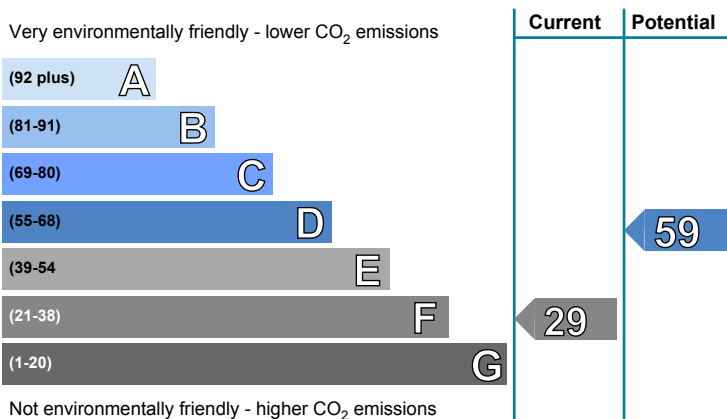 Current Potential
Very environmentally friendly - lower CO2 emissions
(92 plus) A
(81-91) B
(69-80) C
(55-68) D
59
(39-54 E
(21-38) F 29
(1-20) G
Not environmentally friendly - higher CO2 emissions